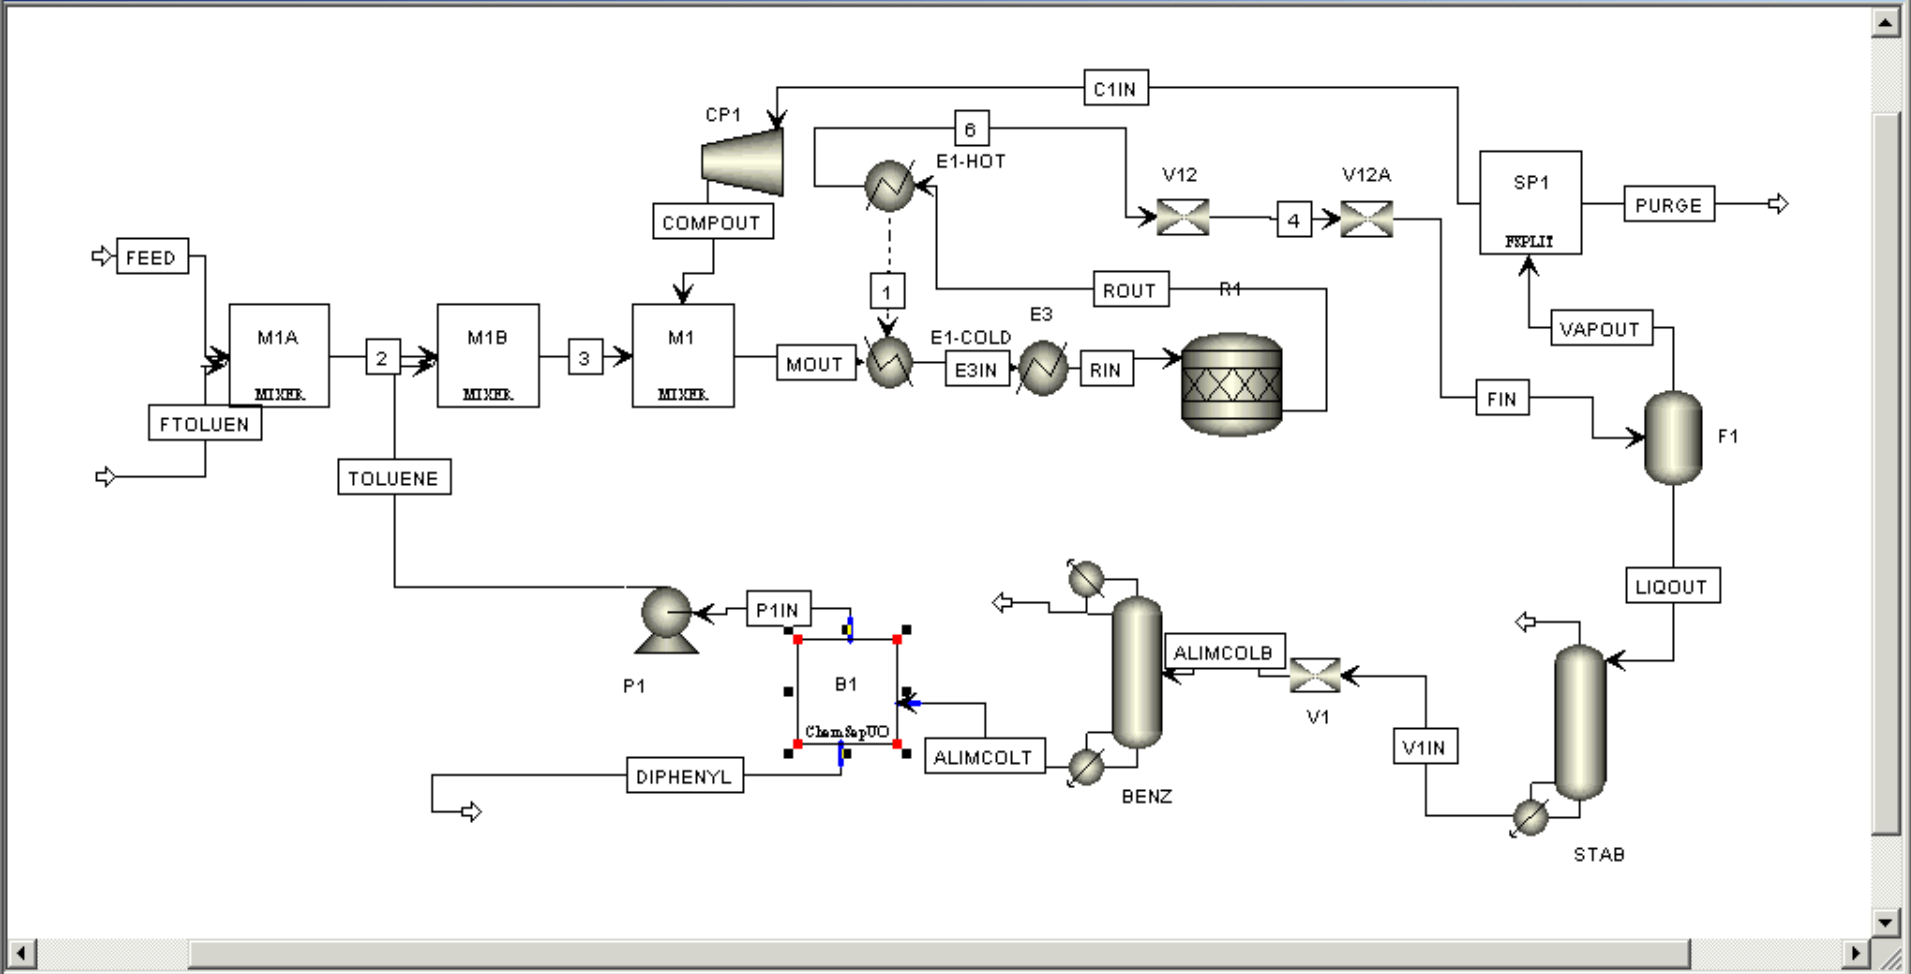 C1IN
CP1
6
E1-HOT
V12
V12A
SP1
FSPLIT
PURGE
COMPOUT
4
FEED
1
ROUT
R1
E3
VAPOUT
M1A
MIXER
2
M1B
MIXER
3
M1
MIXER
MOUT
E1-COLD
E3IN
RIN
FIN
FTOLUEN
F1
TOLUENE
LIQOUT
P1IN
ALIMCOLB
P1
B1
ChemSepUO
V1
V1IN
ALIMCOLT
DIPHENYL
BENZ
STAB